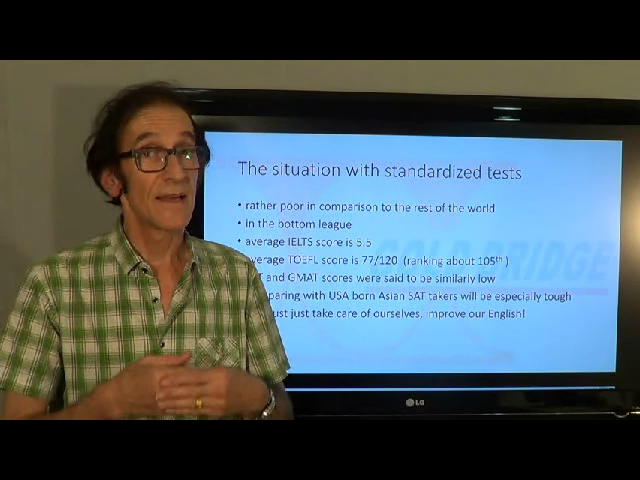 The situation with standardized tests
• rather poor in comparison to the rest of the world
• in the bottom league
• average IELTS score is 5.5
average TOEFL score is 77/120 (ranking about 105th)
and GMAT scores were said to be similarly low
with USA born Asian SAT takers will be especially tough
just take care of ourselves, improve our English!
LG